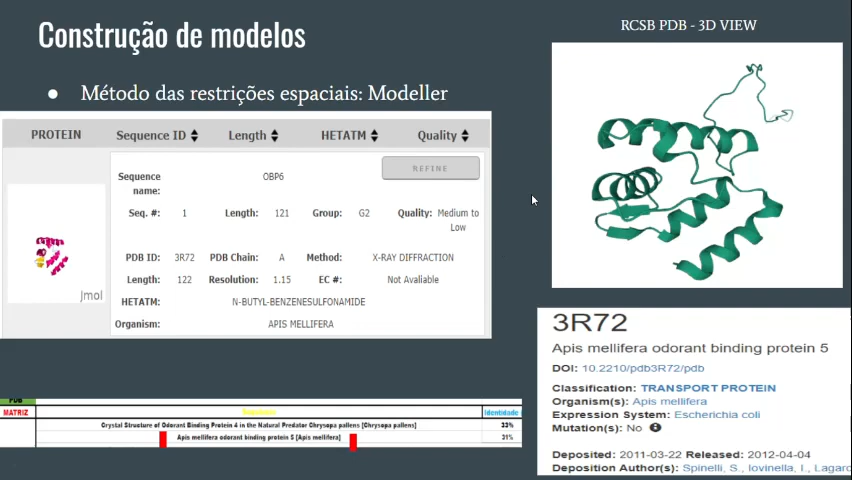 Construção de modelos
RCSB PDB - 3D VIEW
● Método das restrições espaciais: Modeller
PROTEIN Sequence ID Length HETATM Quality
Sequence name: OBP6 REFINE
Seq. #: 1 Length: 121 Group: G2 Quality: Medium to Low
PDB ID: 3R72 PDB Chain: A Method: X-RAY DIFFRACTION
Length: 122 Resolution: 1.15 EC #: Not Avaliable
HETATM: N-BUTYL-BENZENESULFONAMIDE
Organism: APIS MELLIFERA
Jmol
3R72
Apis mellifera odorant binding protein 5
DOI: 10.2210/pdb3R72/pdb
Classification: TRANSPORT PROTEIN
Organism(s): Apis mellifera
Expression System: Escherichia coli
Mutation(s): No
Deposited: 2011-03-22 Released: 2012-04-04
Deposition Author(s): Spinelli, S., Iovinella, I., Lagarc
PDB
MATRIZ Identidade
Crystal Structure of Odorant Binding Protein 4 in the Natural Predator Chrysopa pallens [Chrysopa pallens] 33%
Apis mellifera odorant binding protein 5 [Apis mellifera] 31%